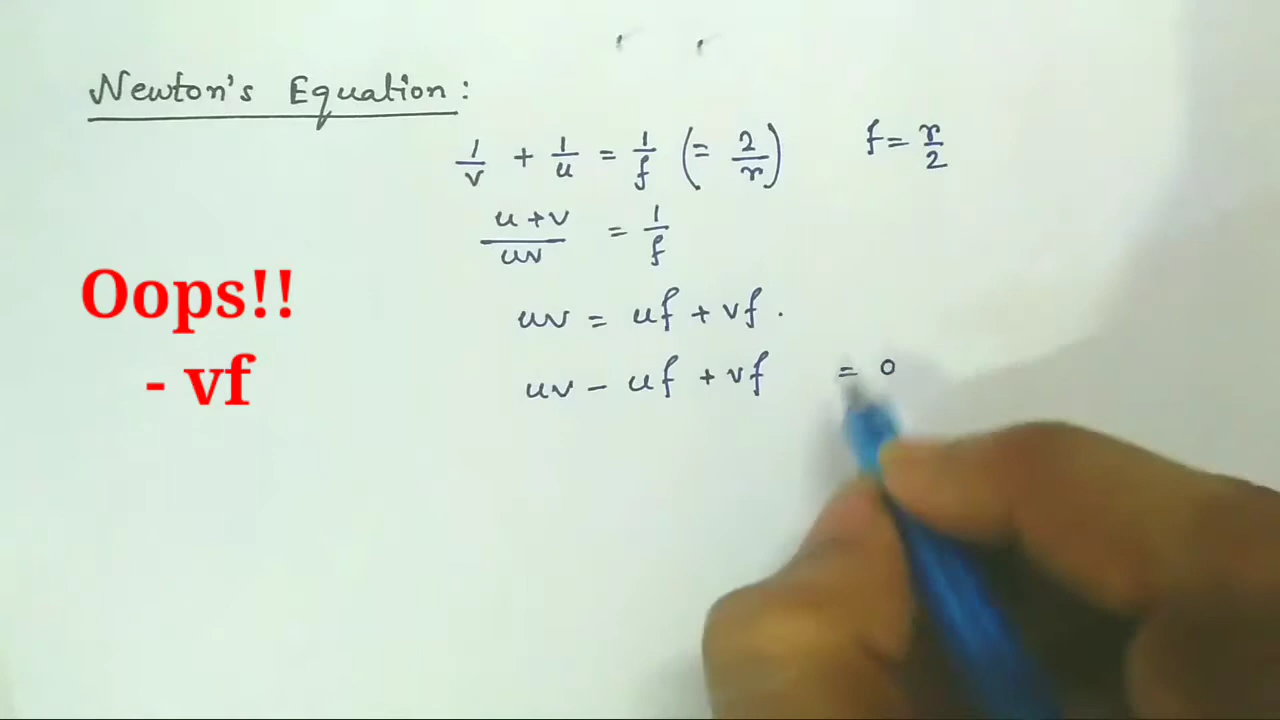 Newton's Equation:
1/v + 1/u = 1/f (= 2/r) f = r/2
u + v / uv = 1/f
Oops!!
uv = uf + vf.
- vf
uv - uf + vf = 0